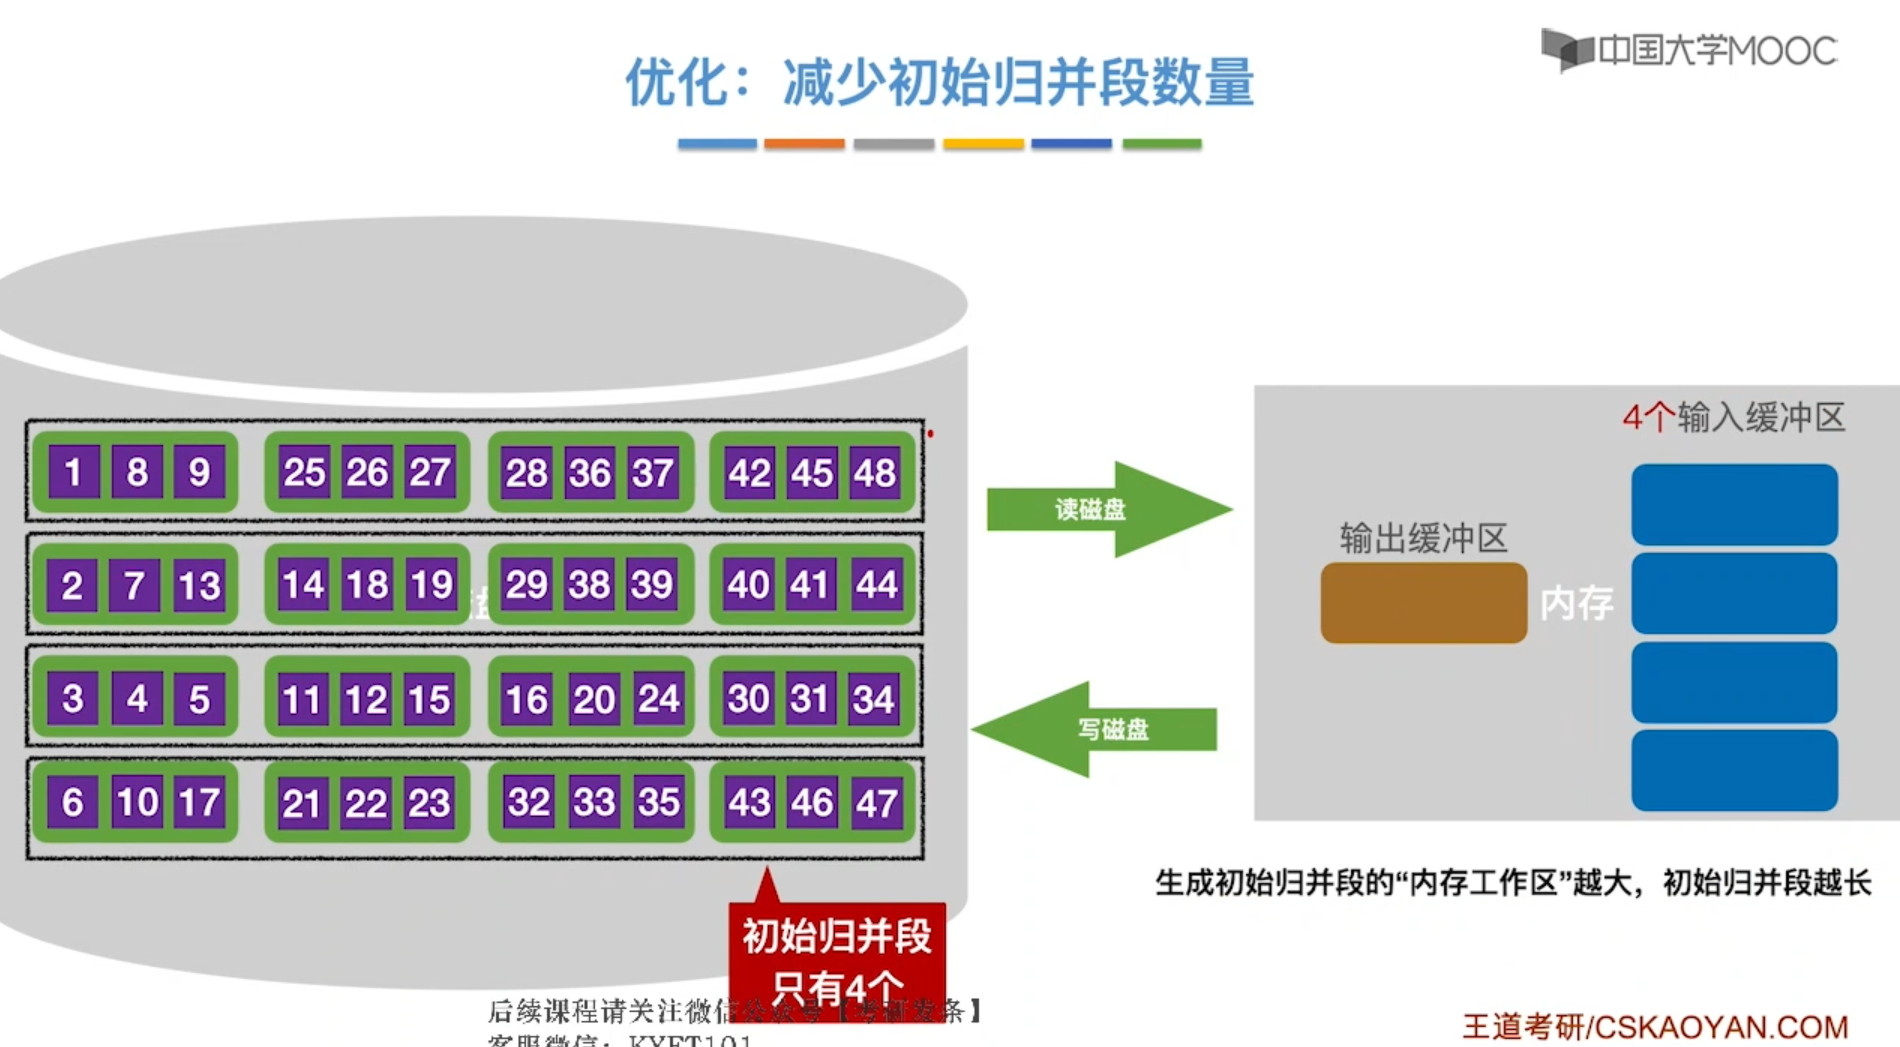 中国大学MOOC
优化：减少初始归并段数量
4个输入缓冲区
1 8 9 25 26 27 28 36 37 42 45 48
读磁盘
输出缓冲区
2 7 13 14 18 19 29 38 39 40 41 44
内存
3 4 5 11 12 15 16 20 24 30 31 34
写磁盘
6 10 17 21 22 23 32 33 35 43 46 47
生成初始归并段的“内存工作区”越大，初始归并段越长
初始归并段
只有4个
后续课程请关注微信公众号【考研发条】
客服微信：KYFT101
王道考研/CSKAOYAN.COM